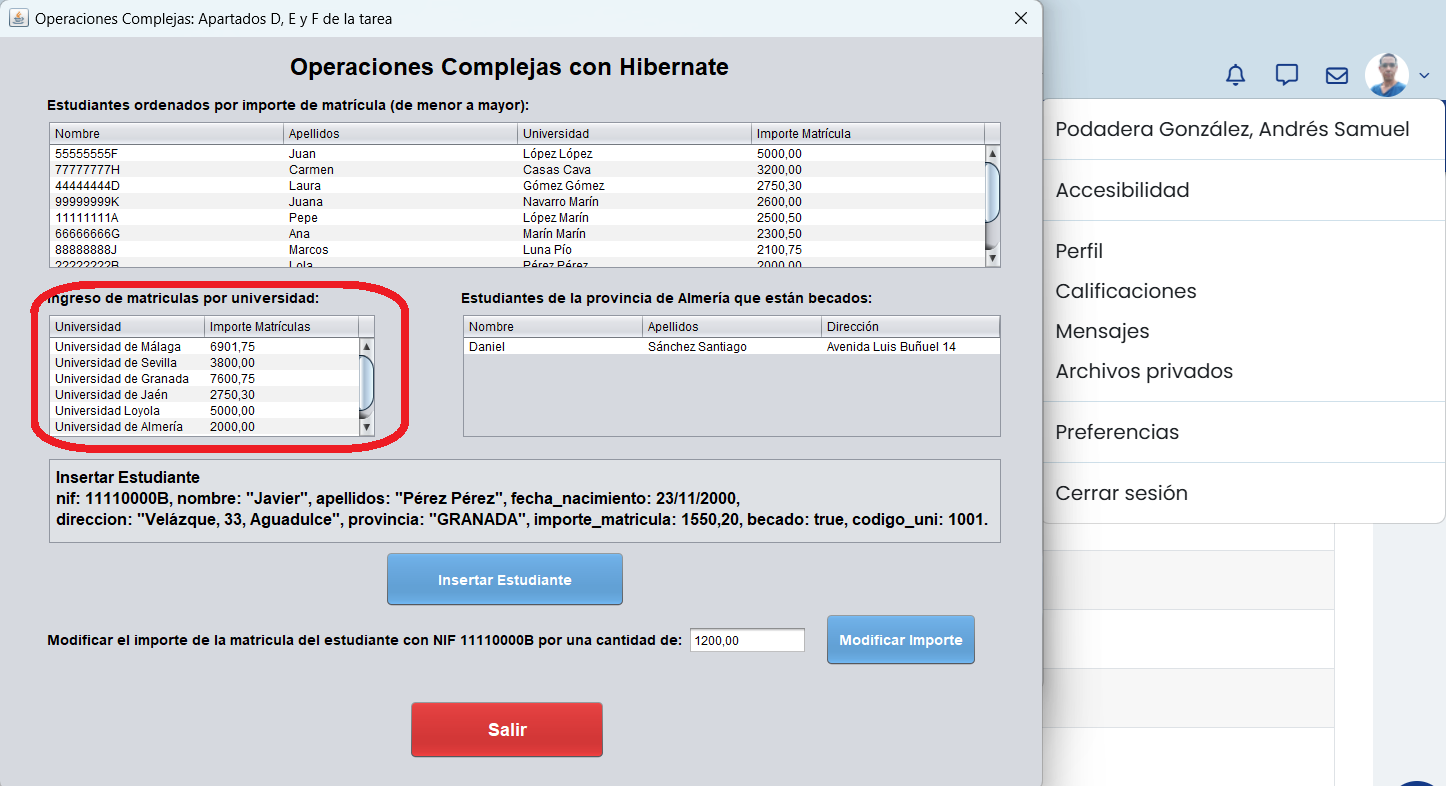 Operaciones Complejas: Apartados D, E y F de la tarea
Operaciones Complejas con Hibernate
Estudiantes ordenados por importe de matrícula (de menor a mayor):
Nombre Apellidos Universidad Importe Matrícula
55555555F Juan López López 5000,00
77777777H Carmen Casas Cava 3200,00
44444444D Laura Gómez Gómez 2750,30
99999999K Juana Navarro Marín 2600,00
11111111A Pepe López Marín 2500,50
66666666G Ana Marín Marín 2300,50
88888888J Marcos Luna Pío 2100,75
22222222B Lola Pérez Pérez 2000,00
Ingreso de matriculas por universidad:
Universidad Importe Matrículas
Universidad de Málaga 6901,75
Universidad de Sevilla 3800,00
Universidad de Granada 7600,75
Universidad de Jaén 2750,30
Universidad Loyola 5000,00
Universidad de Almería 2000,00
Estudiantes de la provincia de Almería que están becados:
Nombre Apellidos Dirección
Daniel Sánchez Santiago Avenida Luis Buñuel 14
Insertar Estudiante
nif: 11110000B, nombre: "Javier", apellidos: "Pérez Pérez", fecha_nacimiento: 23/11/2000,
direccion: "Velázque, 33, Aguadulce", provincia: "GRANADA", importe_matricula: 1550,20, becado: true, codigo_uni: 1001.
Insertar Estudiante
Modificar el importe de la matricula del estudiante con NIF 11110000B por una cantidad de: 1200,00 Modificar Importe
Salir
Podadera González, Andrés Samuel
Accesibilidad
Perfil
Calificaciones
Mensajes
Archivos privados
Preferencias
Cerrar sesión